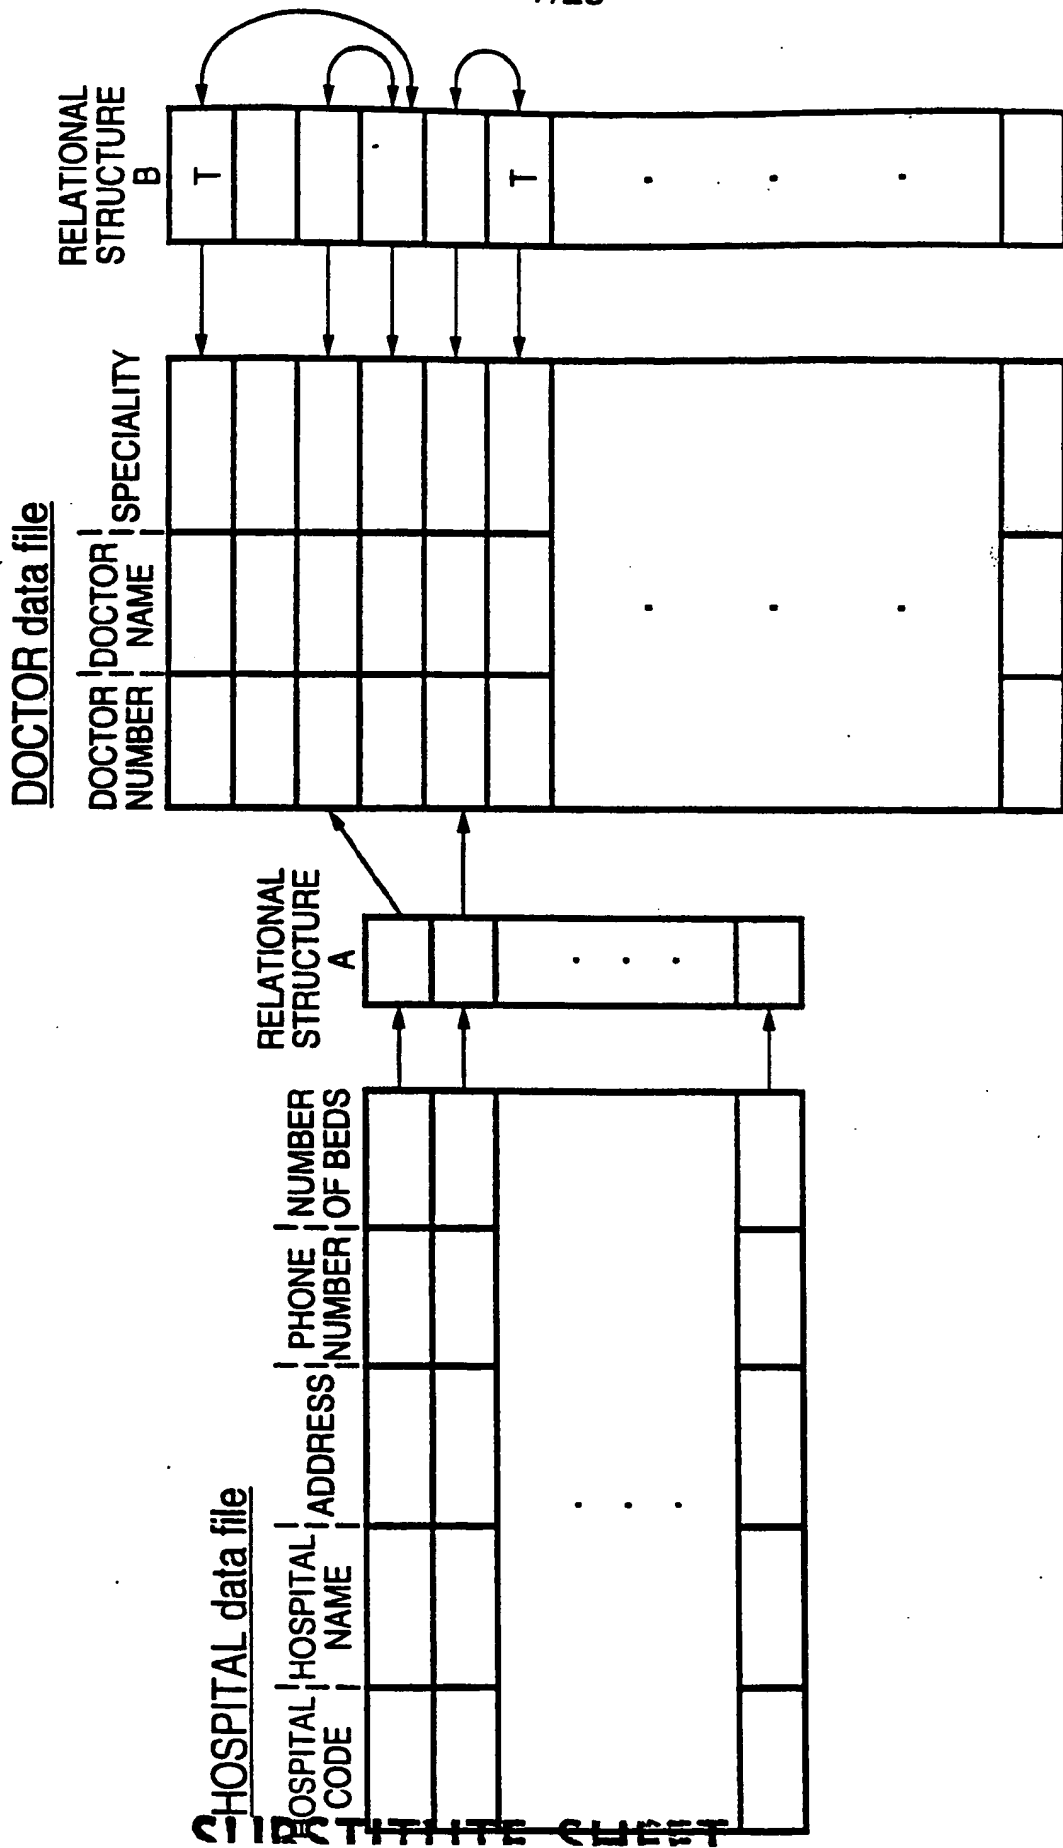 DOCTOR data file
DOCTOR NUMBER
DOCTOR NAME
SPECIALITY
RELATIONAL STRUCTURE B
T
T
RELATIONAL STRUCTURE A
HOSPITAL data file
HOSPITAL CODE
HOSPITAL NAME
ADDRESS
PHONE NUMBER
NUMBER OF BEDS